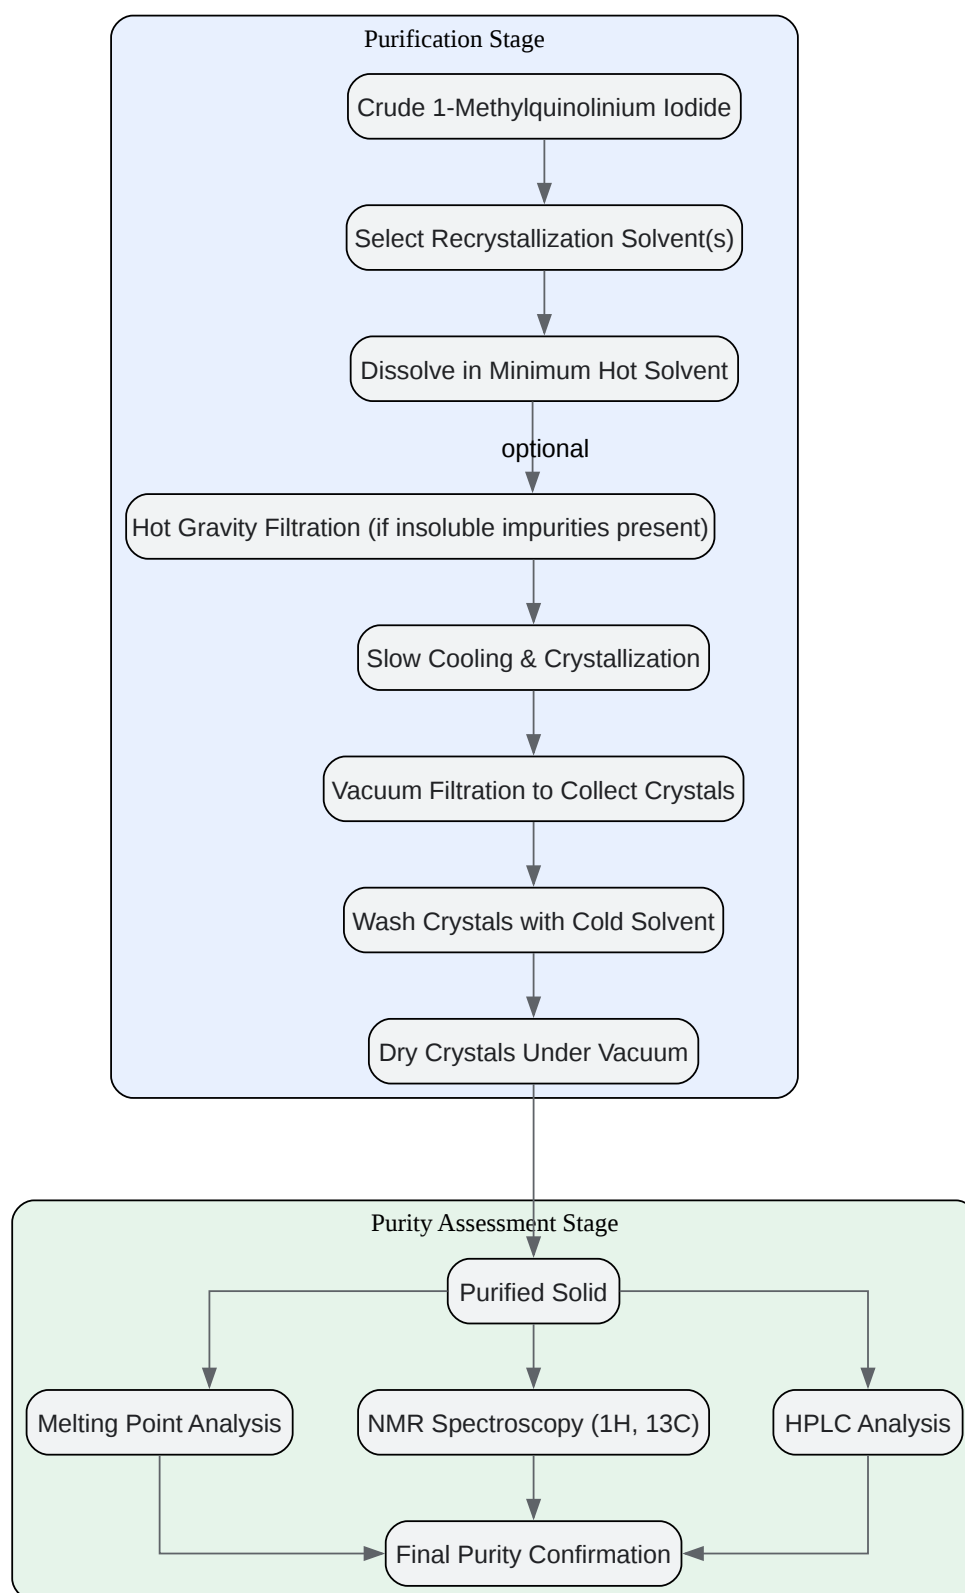 Purification Stage
Crude 1-Methylquinolinium Iodide
Select Recrystallization Solvent(s)
Dissolve in Minimum Hot Solvent
optional
Hot Gravity Filtration (if insoluble impurities present)
Slow Cooling & Crystallization
Vacuum Filtration to Collect Crystals
Wash Crystals with Cold Solvent
Dry Crystals Under Vacuum
Purity Assessment Stage
Purified Solid
Melting Point Analysis
NMR Spectroscopy (1H, 13C)
HPLC Analysis
Final Purity Confirmation